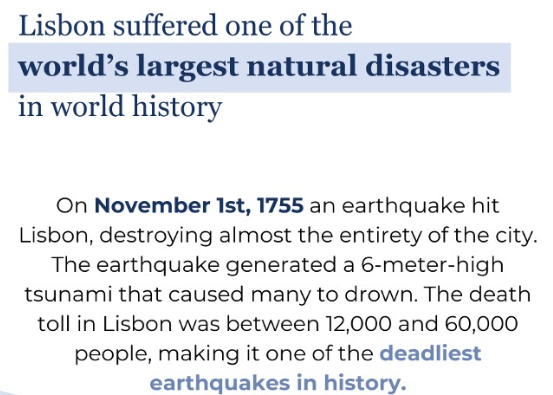 Lisbon suffered one of the
world's largest natural disasters
in world history
On November 1st, 1755 an earthquake hit
Lisbon, destroying almost the entirety of the city.
The earthquake generated a 6-meter-high
tsunami that caused many to drown. The death
toll in Lisbon was between 12,000 and 60,000
people, making it one of the deadliest
earthquakes in history.